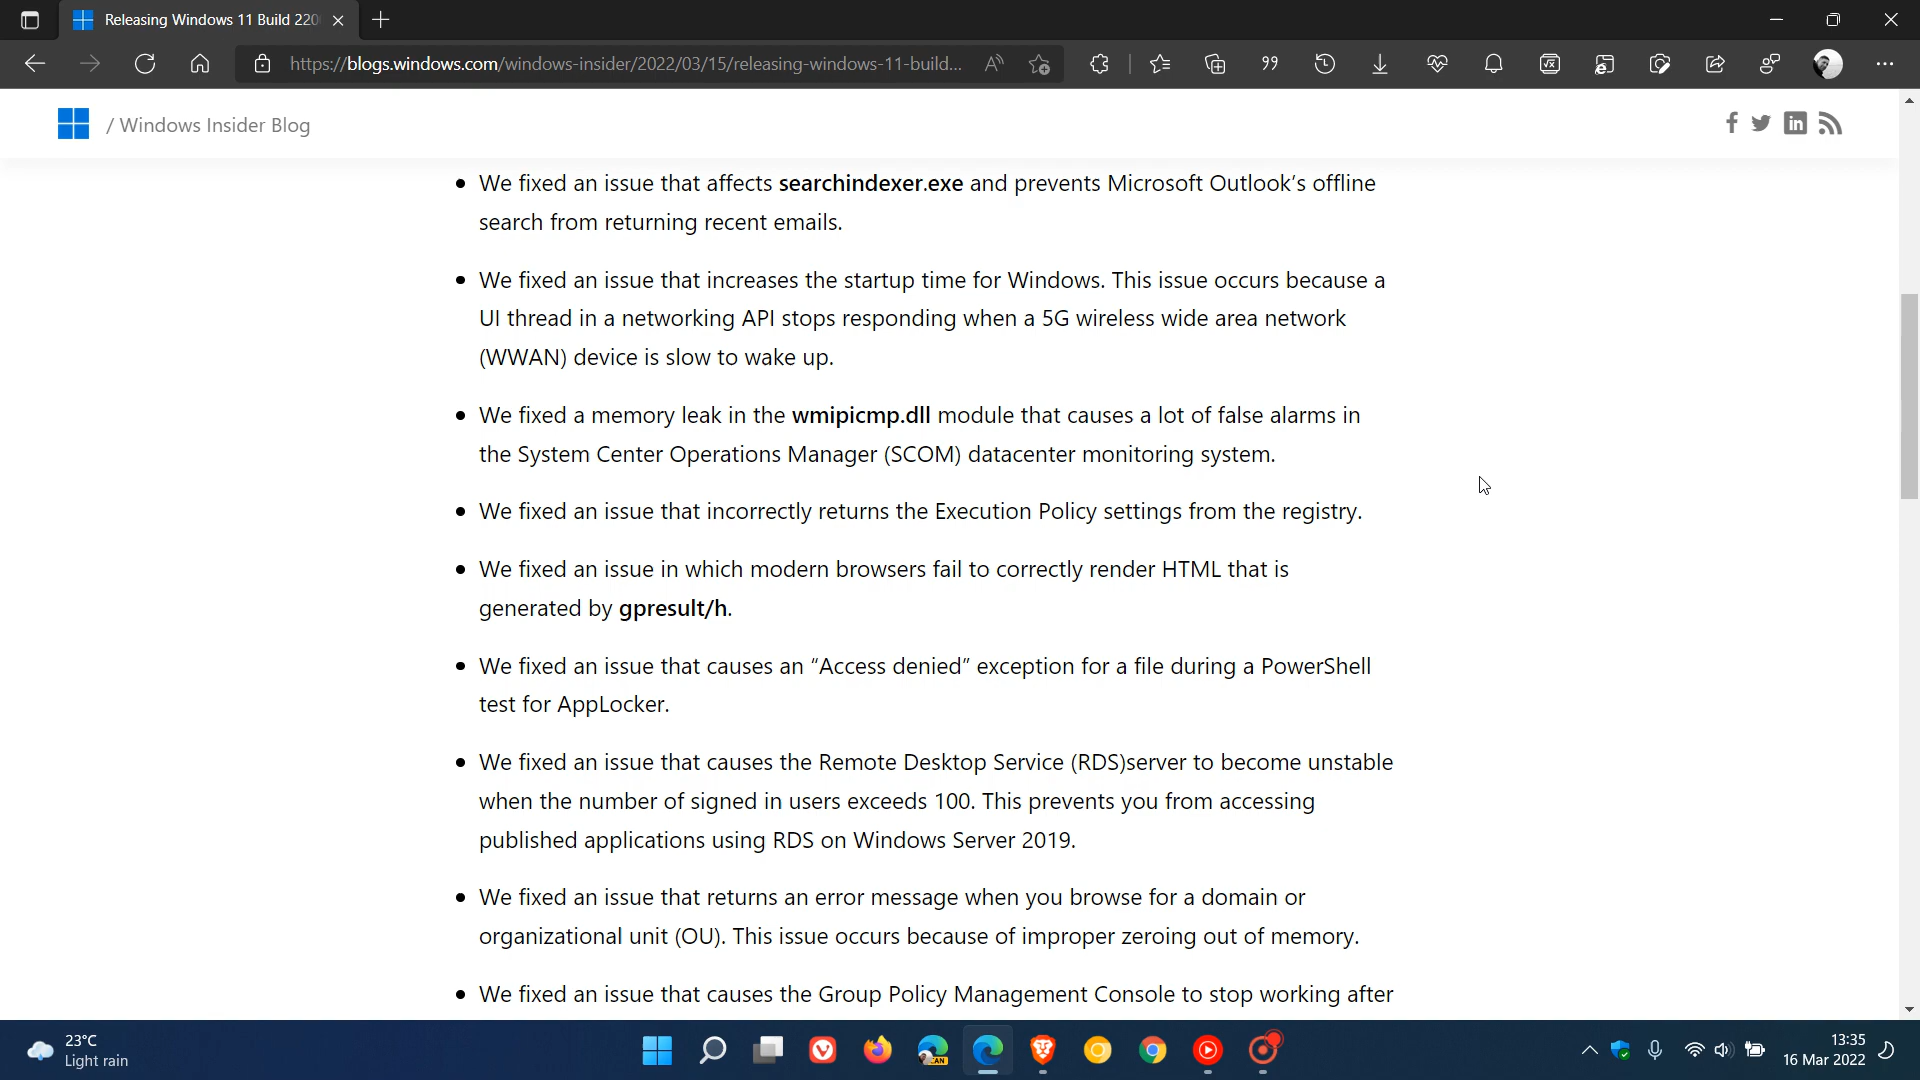 Releasing Windows 11 Build 220
https://blogs.windows.com/windows-insider/2022/03/15/releasing-windows-11-build...
/ Windows Insider Blog
• We fixed an issue that affects searchindexer.exe and prevents Microsoft Outlook’s offline
search from returning recent emails.
• We fixed an issue that increases the startup time for Windows. This issue occurs because a
UI thread in a networking API stops responding when a 5G wireless wide area network
(WWAN) device is slow to wake up.
• We fixed a memory leak in the wmipicmp.dll module that causes a lot of false alarms in
the System Center Operations Manager (SCOM) datacenter monitoring system.
• We fixed an issue that incorrectly returns the Execution Policy settings from the registry.
• We fixed an issue in which modern browsers fail to correctly render HTML that is
generated by gpresult/h.
• We fixed an issue that causes an “Access denied” exception for a file during a PowerShell
test for AppLocker.
• We fixed an issue that causes the Remote Desktop Service (RDS)server to become unstable
when the number of signed in users exceeds 100. This prevents you from accessing
published applications using RDS on Windows Server 2019.
• We fixed an issue that returns an error message when you browse for a domain or
organizational unit (OU). This issue occurs because of improper zeroing out of memory.
• We fixed an issue that causes the Group Policy Management Console to stop working after
23°C
Light rain
CAN
13:35
16 Mar 2022